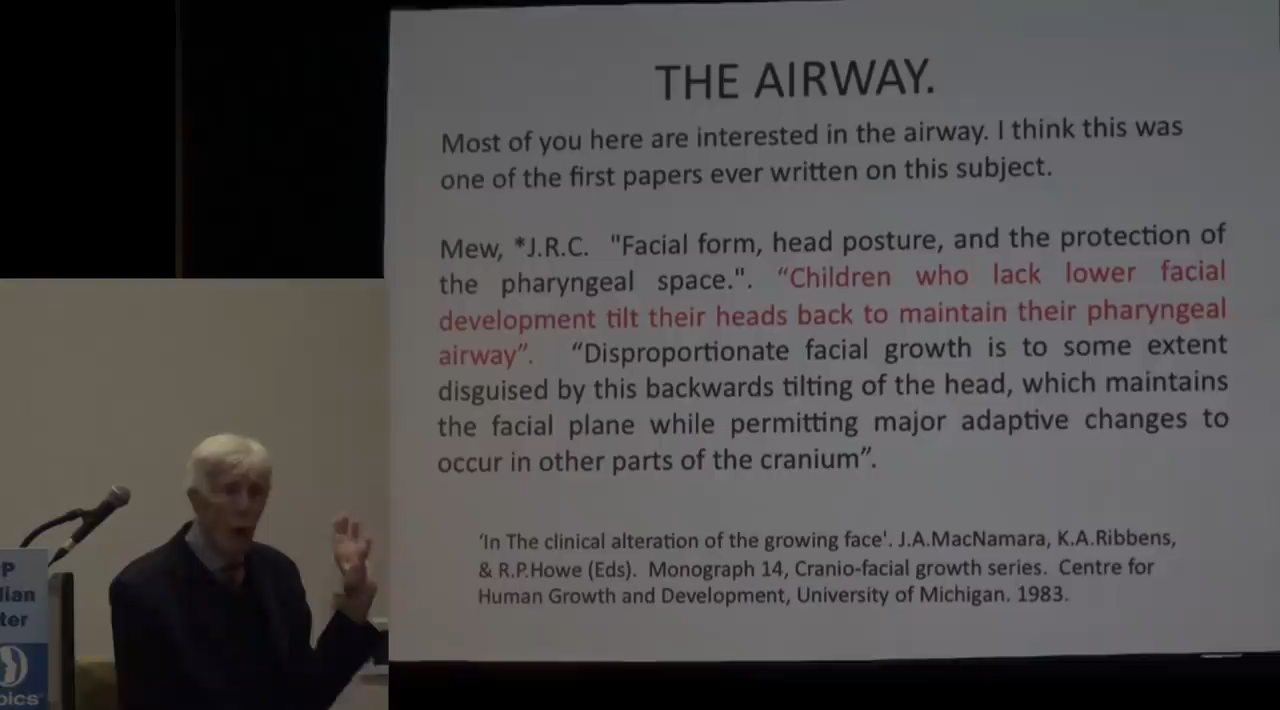 THE AIRWAY.
Most of you here are interested in the airway. I think this was
one of the first papers ever written on this subject.
Mew, *J.R.C. "Facial form, head posture, and the protection of
the pharyngeal space.". “Children who lack lower facial
development tilt their heads back to maintain their pharyngeal
airway”. “Disproportionate facial growth is to some extent
disguised by this backwards tilting of the head, which maintains
the facial plane while permitting major adaptive changes to
occur in other parts of the cranium”.
‘In The clinical alteration of the growing face'. J.A.MacNamara, K.A.Ribbens,
& R.P.Howe (Eds). Monograph 14, Cranio-facial growth series. Centre for
Human Growth and Development, University of Michigan. 1983.